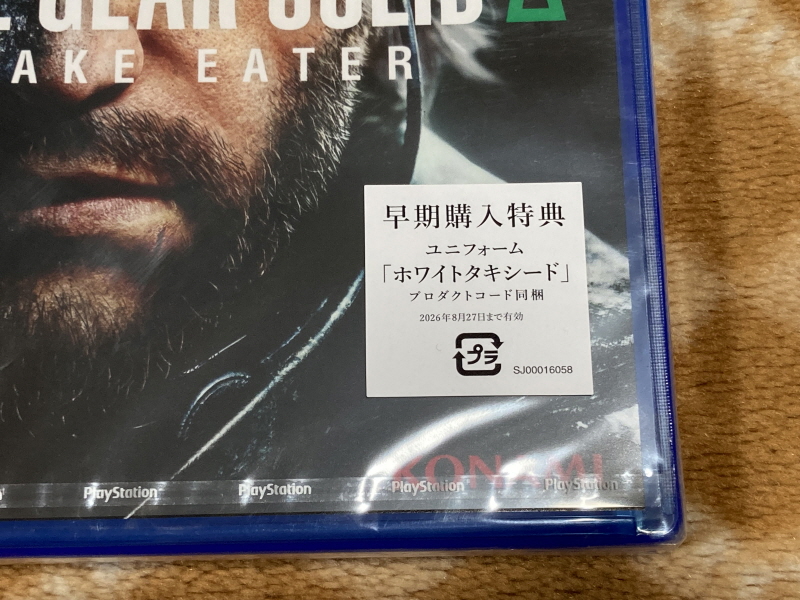 GEAR SOLID Δ
AKE EATER
早期購入特典
ユニフォーム
「ホワイトタキシード」
プロダクトコード同梱
2026年8月27日まで有効
プラ
SJ00016058
KONAMI
PlayStation PlayStation PlayStation PlayStation